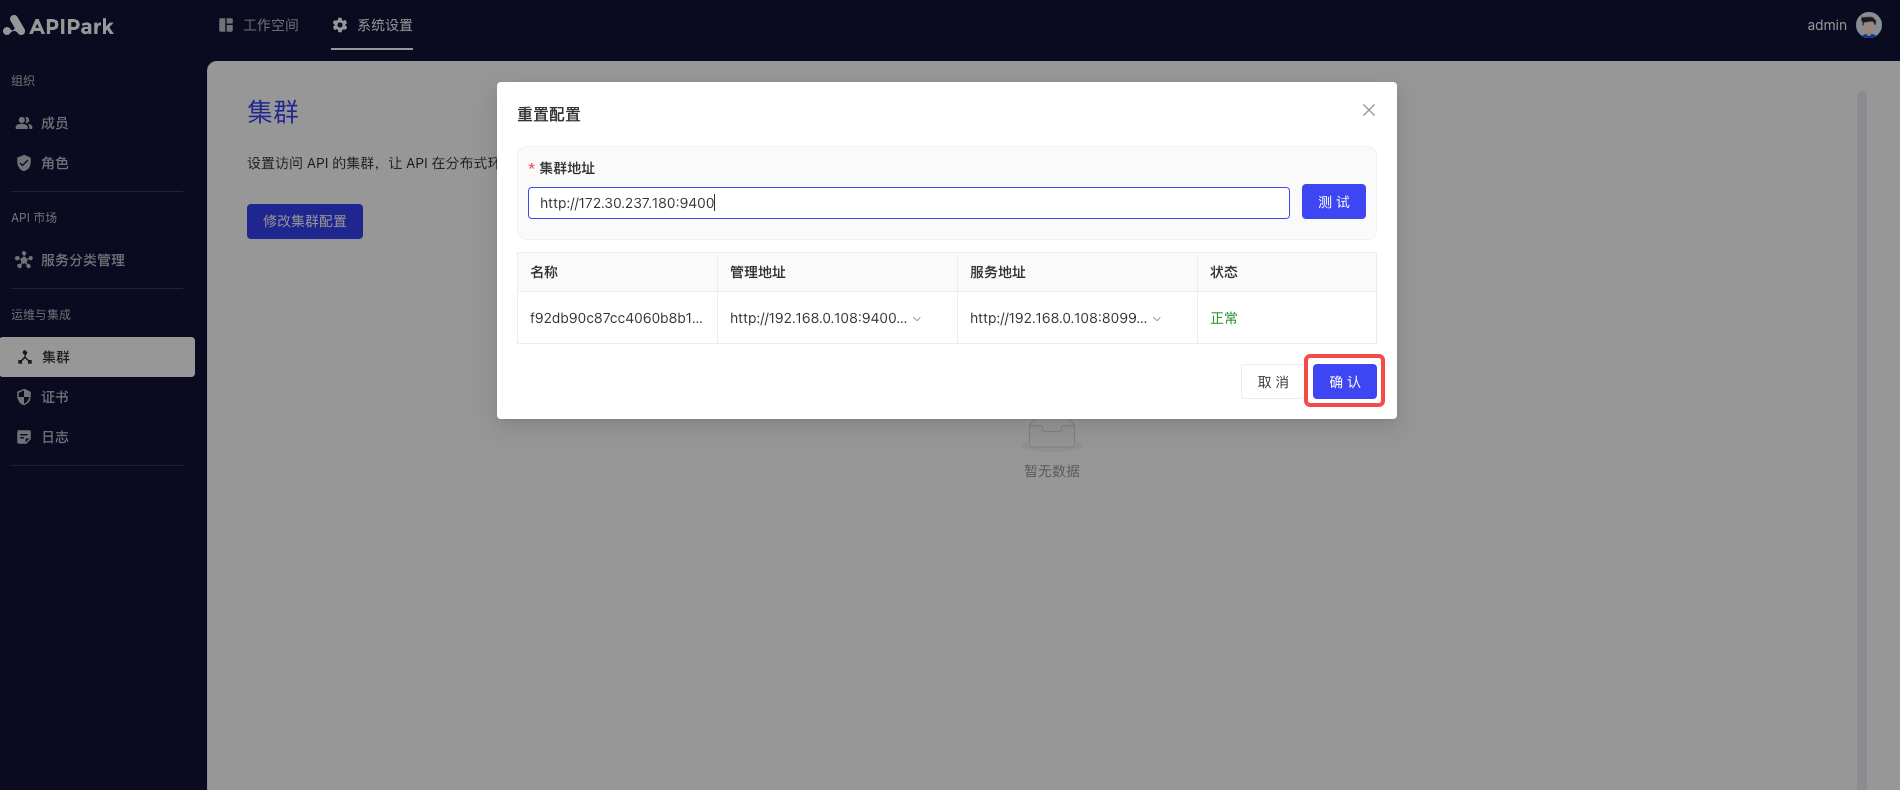 APIPark
工作空间
系统设置
admin
组织
成员
角色
API 市场
服务分类管理
运维与集成
集群
证书
日志
集群
设置访问 API 的集群，让 API 在分布式环
修改集群配置
重置配置
* 集群地址
http://172.30.237.180:9400
测 试
名称 管理地址 服务地址 状态
f92db90c87cc4060b8b1... http://192.168.0.108:9400... http://192.168.0.108:8099... 正常
取 消
确 认
暂无数据